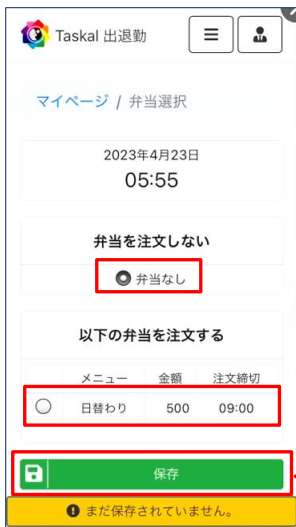 Taskal 出退勤
マイページ / 弁当選択
2023年4月23日
05:55
弁当を注文しない
弁当なし
以下の弁当を注文する
メニュー 金額 注文締切
日替わり 500 09:00
保存
まだ保存されていません。